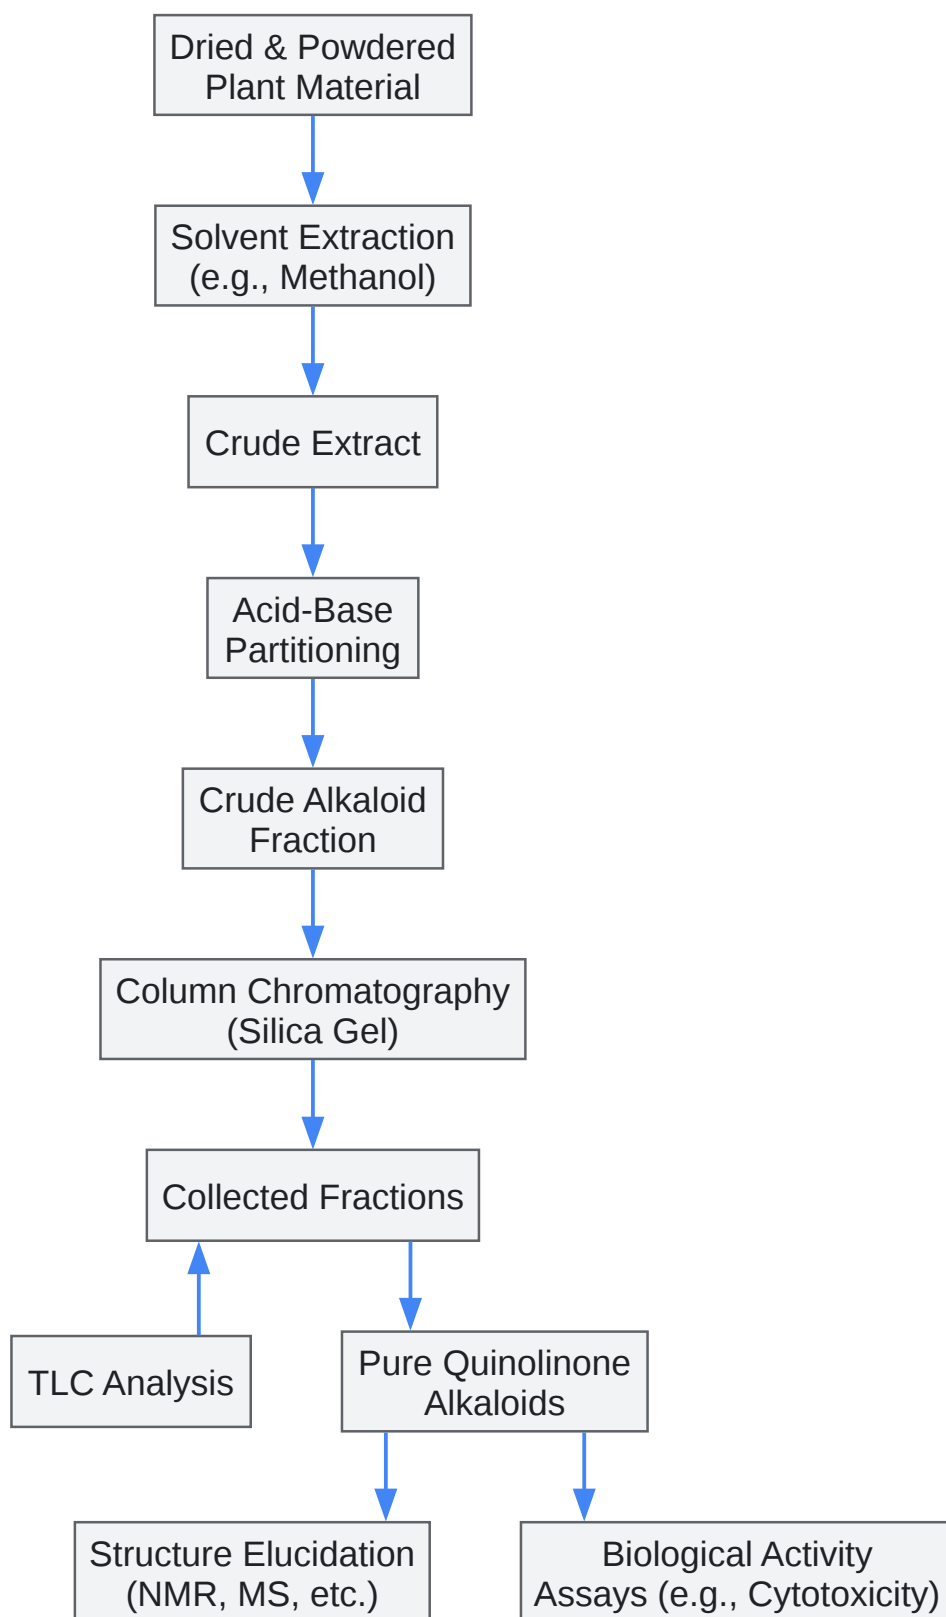 Dried & Powdered
Plant Material
Solvent Extraction
(e.g., Methanol)
Crude Extract
Acid-Base
Partitioning
Crude Alkaloid
Fraction
Column Chromatography
(Silica Gel)
Collected Fractions
TLC Analysis
Pure Quinolinone
Alkaloids
Structure Elucidation
(NMR, MS, etc.)
Biological Activity
Assays (e.g., Cytotoxicity)